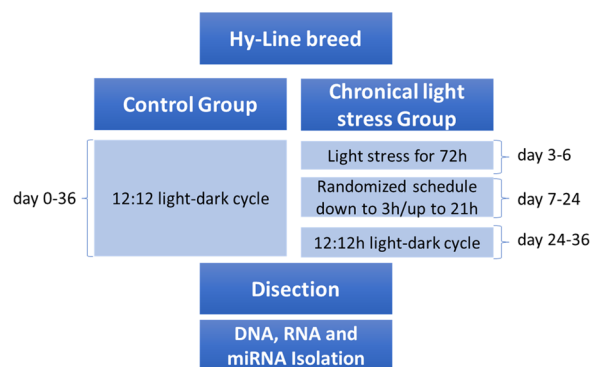 Hy-Line breed
Control Group
Chronical light
stress Group
day 0-36
12:12 light-dark cycle
Light stress for 72h
day 3-6
Randomized schedule
down to 3h/up to 21h
day 7-24
12:12h light-dark cycle
day 24-36
Disection
DNA, RNA and
miRNA Isolation